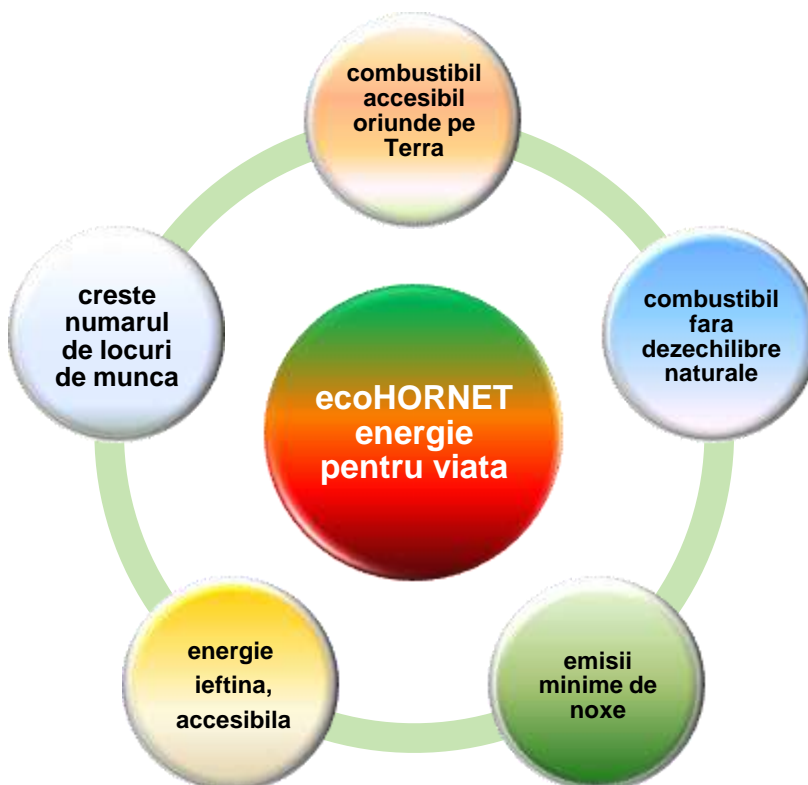 combustibil
accesibil
oriunde pe
Terra
combustibil
fara
dezechilibre
naturale
emisii
minime de
noxe
energie
ieftina,
accesibila
creste
numarul
de locuri
de munca
ecoHORNET
energie
pentru viata